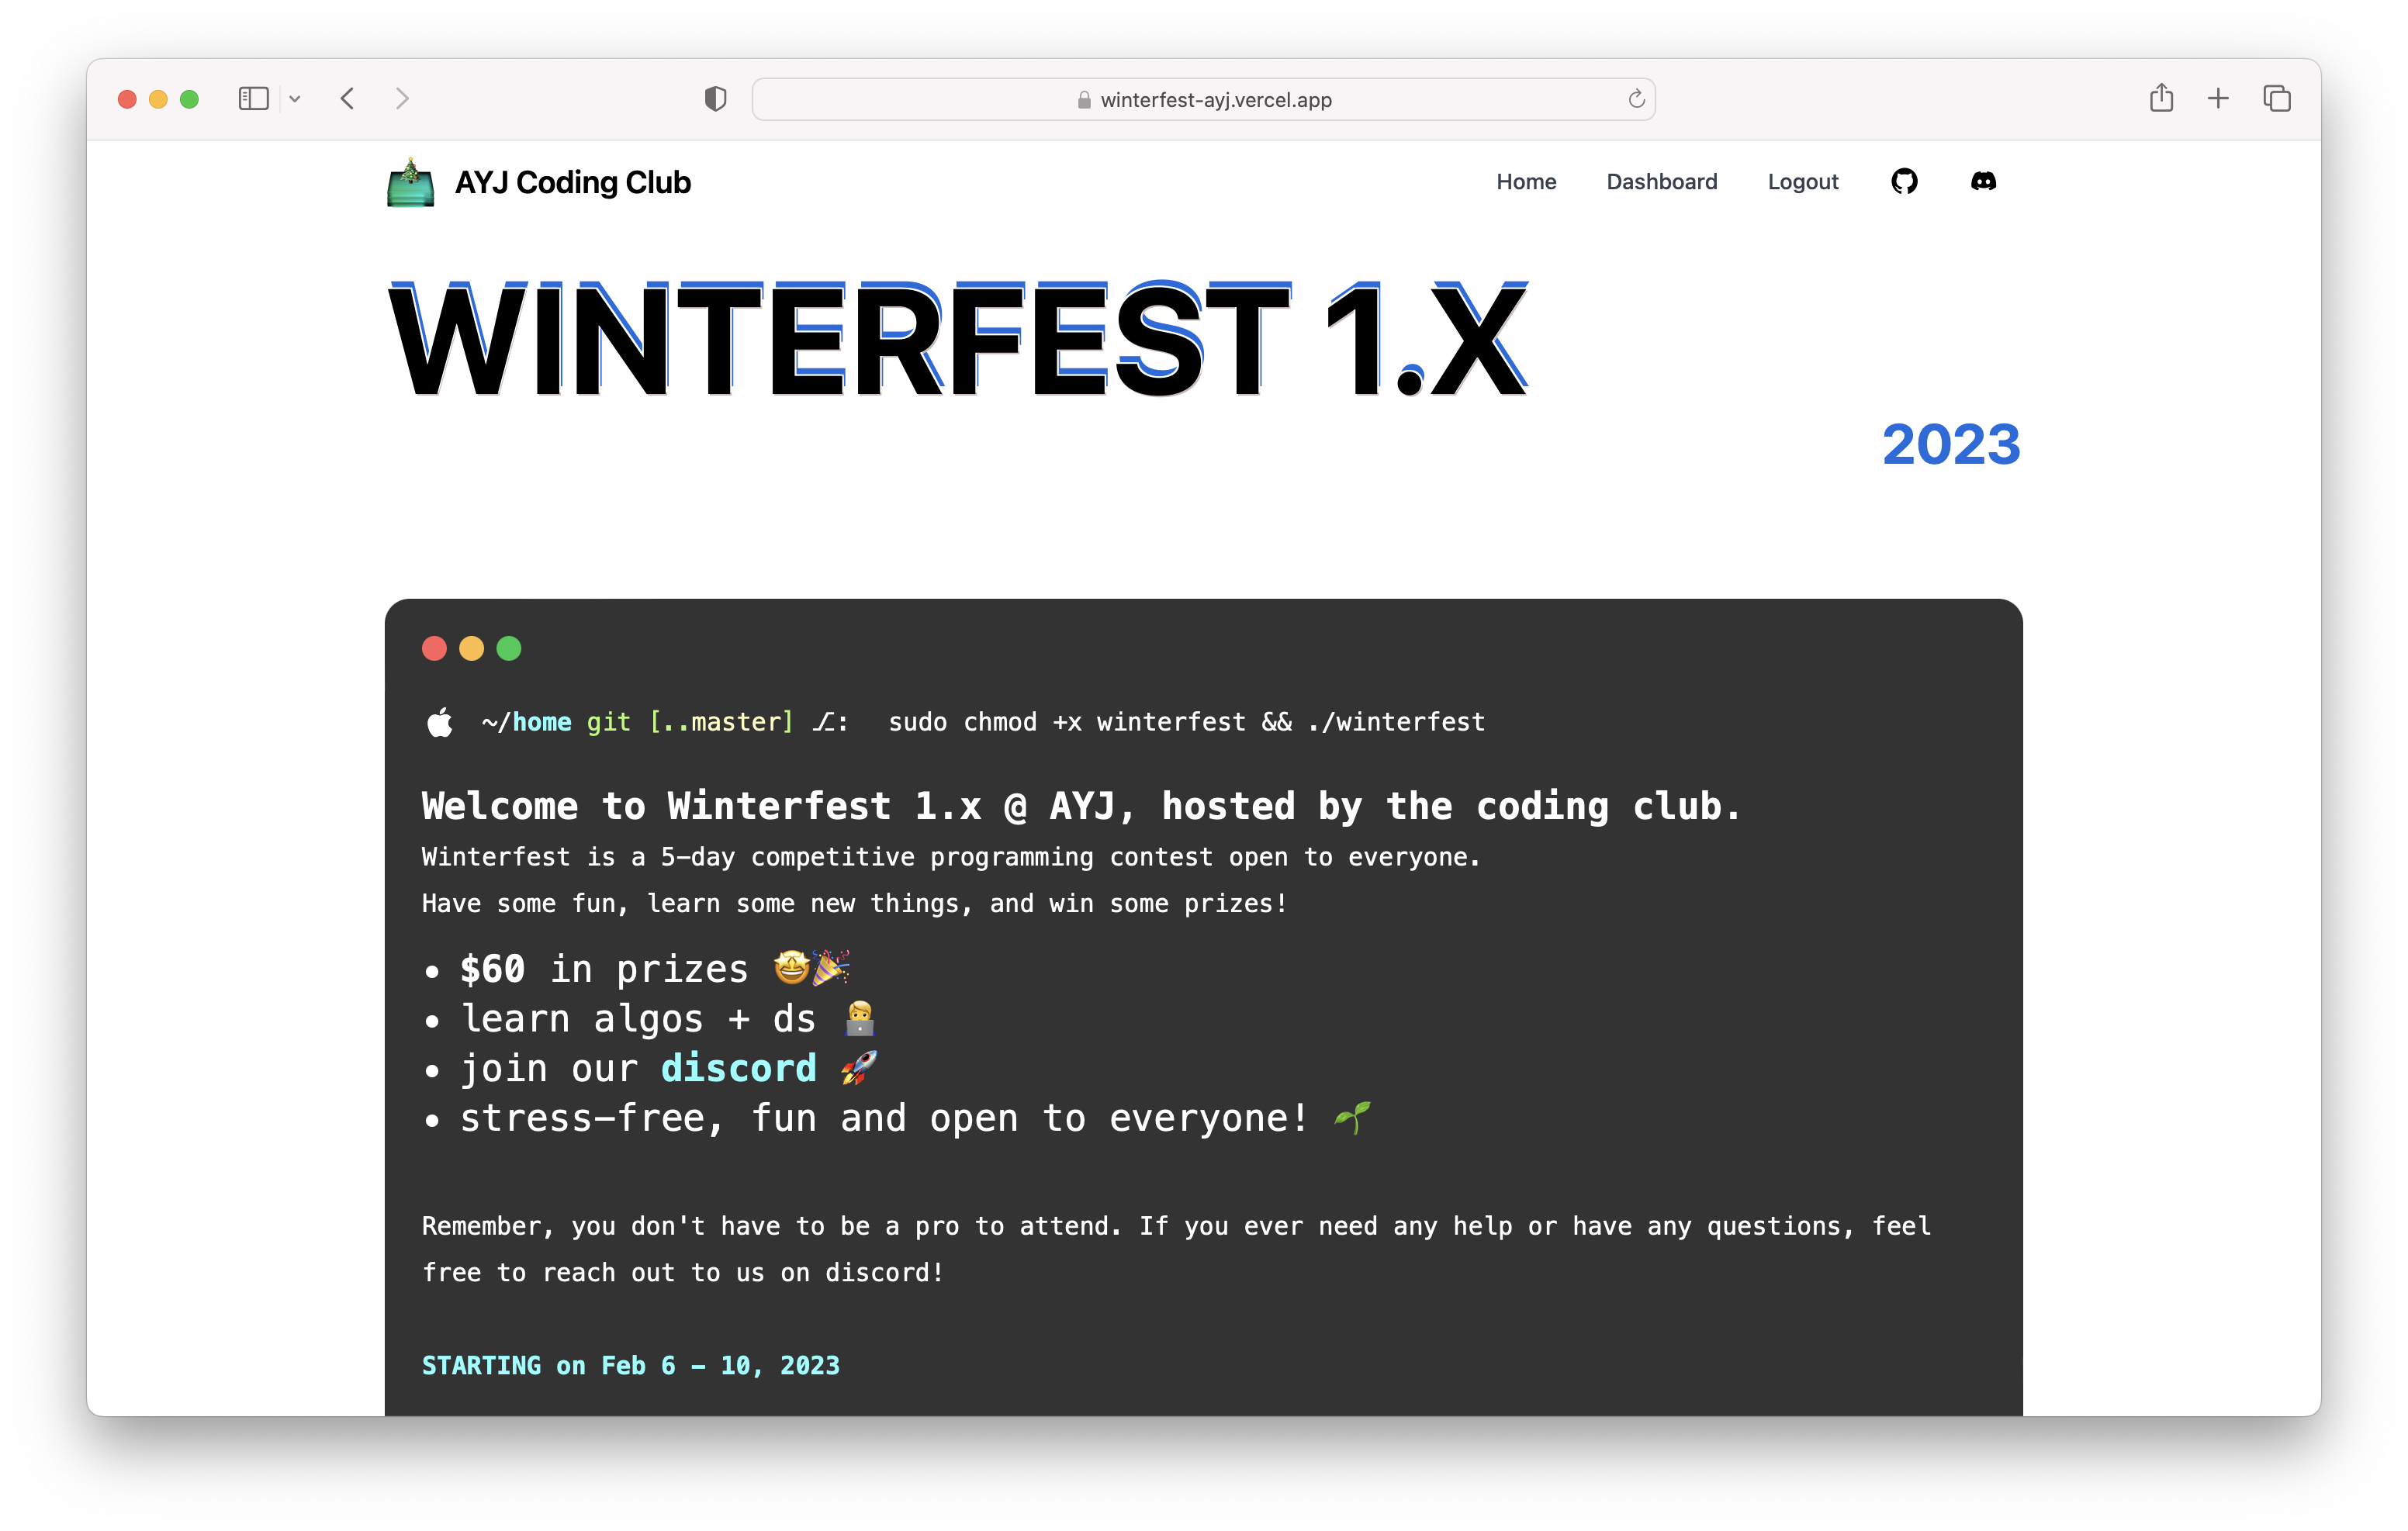 winterfest-ayj.vercel.app
AYJ Coding Club
Home Dashboard Logout
WINTERFEST 1.X
2023
~/home git [..master] ⎇: sudo chmod +x winterfest && ./winterfest
Welcome to Winterfest 1.x @ AYJ, hosted by the coding club.
Winterfest is a 5-day competitive programming contest open to everyone.
Have some fun, learn some new things, and win some prizes!
• $60 in prizes 🤩🎉
• learn algos + ds 🧑‍💻
• join our discord 🚀
• stress-free, fun and open to everyone! 🌱
Remember, you don't have to be a pro to attend. If you ever need any help or have any questions, feel
free to reach out to us on discord!
STARTING on Feb 6 - 10, 2023